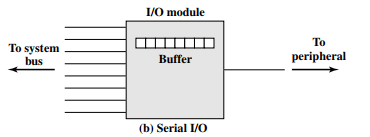 I/O module
To system
bus
Buffer
To
peripheral
(b) Serial I/O